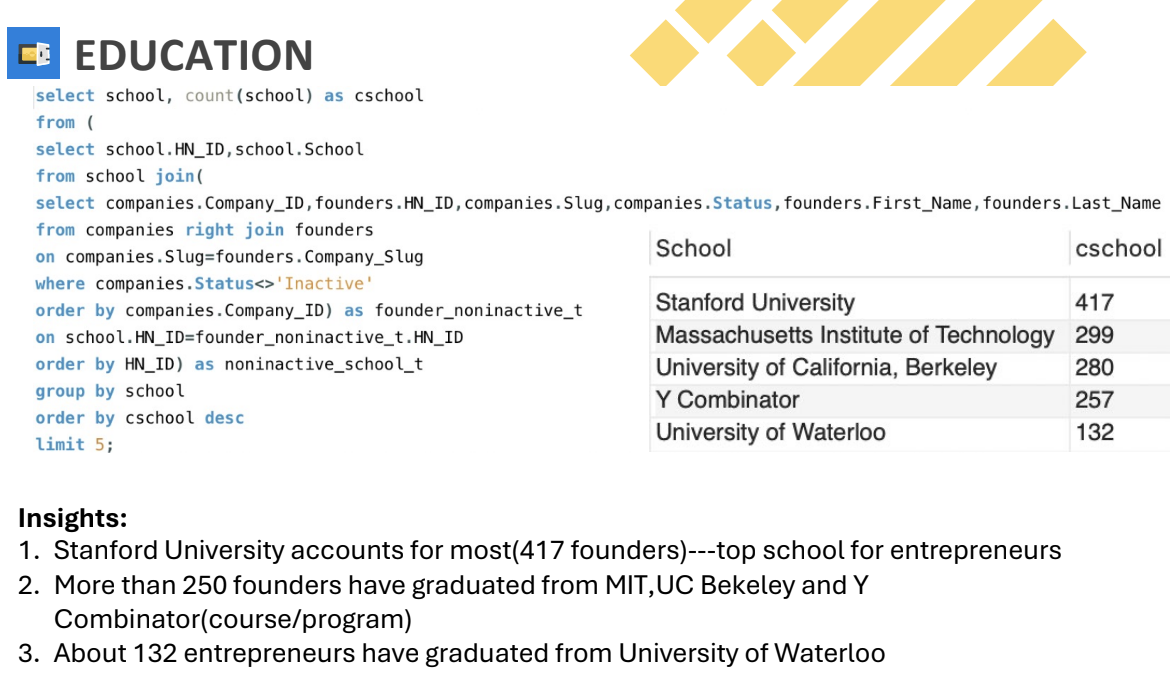 EDUCATION
select school, count(school) as cschool
from (
select school.HN_ID,school.School
from school join(
select companies.Company_ID,founders.HN_ID,companies.Slug,companies.Status,founders.First_Name,founders.Last_Name
from companies right join founders
on companies.Slug=founders.Company_Slug
where companies.Status<>'Inactive'
order by companies.Company_ID) as founder_noninactive_t
on school.HN_ID=founder_noninactive_t.HN_ID
order by HN_ID) as noninactive_school_t
group by school
order by cschool desc
limit 5;
School cschool
Stanford University 417
Massachusetts Institute of Technology 299
University of California, Berkeley 280
Y Combinator 257
University of Waterloo 132
Insights:
1. Stanford University accounts for most(417 founders)---top school for entrepreneurs
2. More than 250 founders have graduated from MIT,UC Bekeley and Y
Combinator(course/program)
3. About 132 entrepreneurs have graduated from University of Waterloo